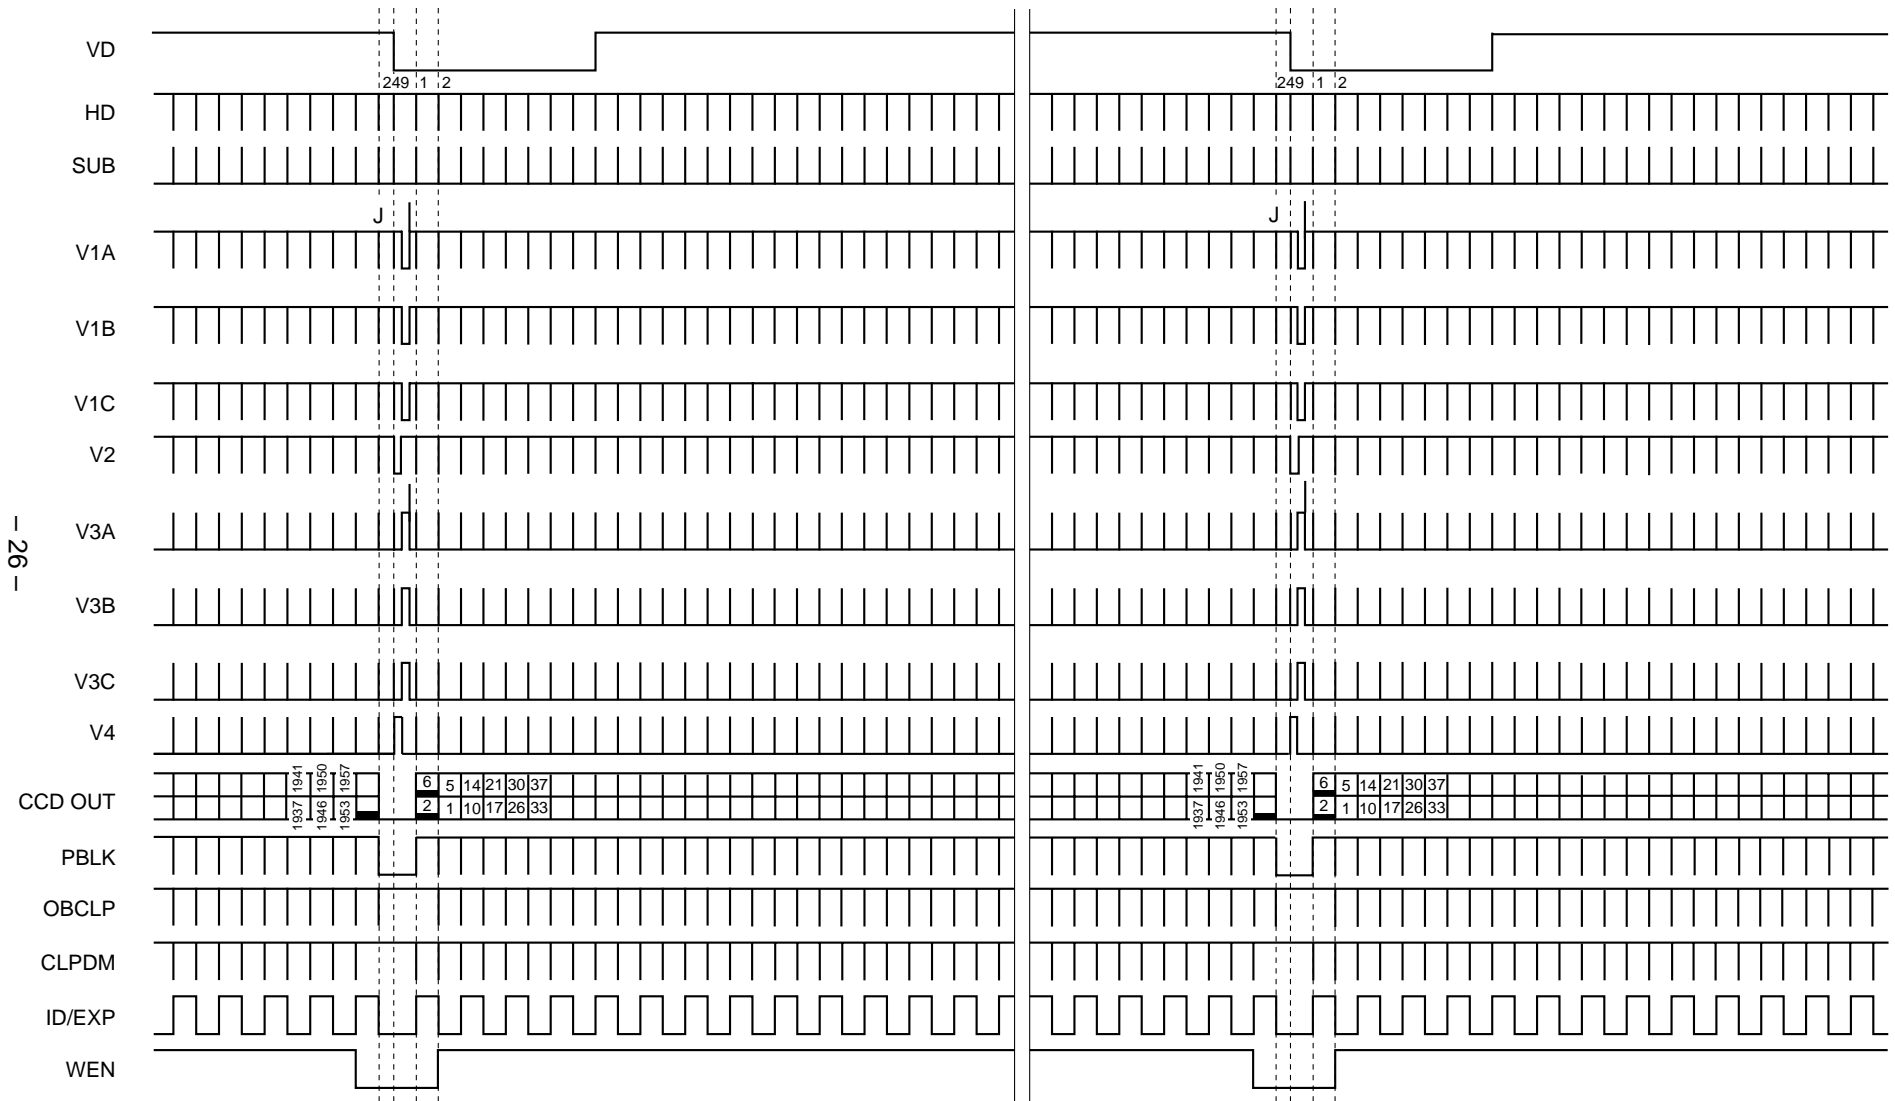 VD
249 1 2 249 1 2
HD
SUB
J J
V1A
V1B
V1C
V2
V3A
– 26 –
V3B
V3C
V4
1941 1950 1957 6 5 14 21 30 37 1941 1950 1957 6 5 14 21 30 37
CCD OUT
1937 1946 1953 2 1 10 17 26 33 1937 1946 1953 2 1 10 17 26 33
PBLK
OBCLP
CLPDM
ID/EXP
WEN